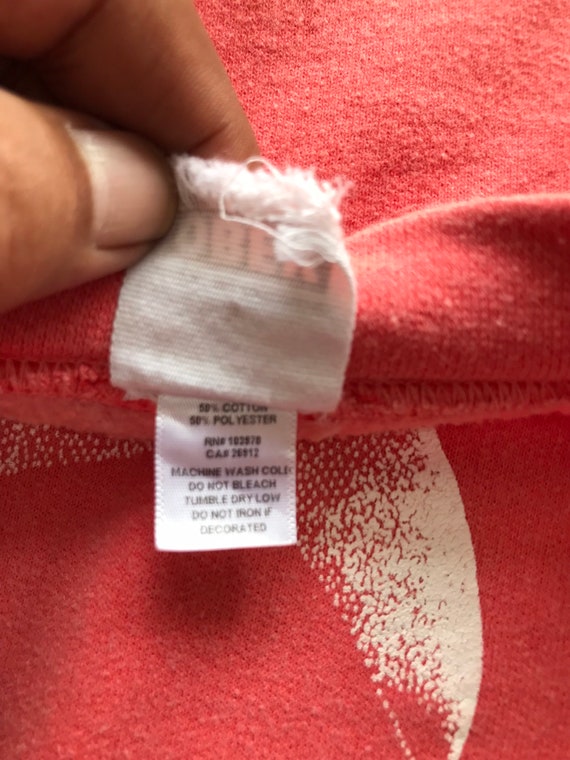 50% COTTON
50% POLYESTER
RN# 103970
CA# 26912
MACHINE WASH COLD
DO NOT BLEACH
TUMBLE DRY LOW
DO NOT IRON IF
DECORATED